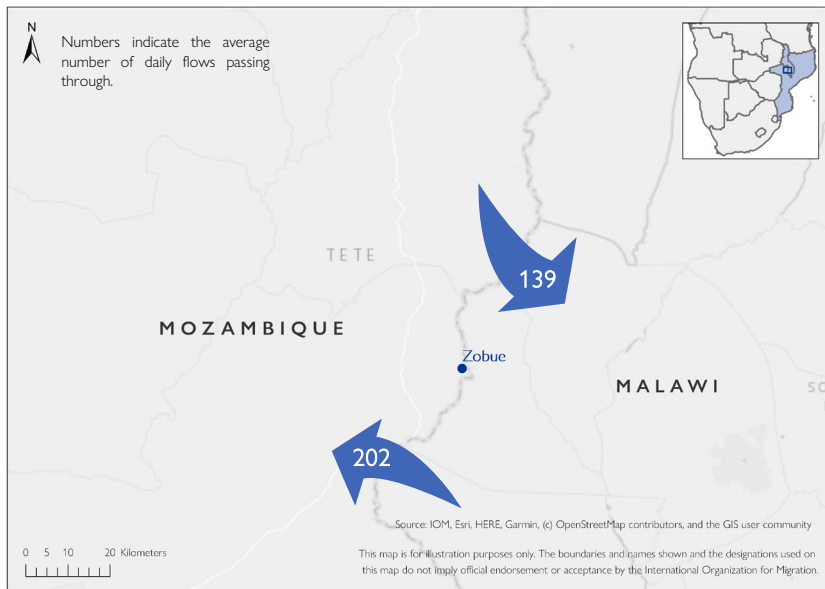 N
Numbers indicate the average
number of daily flows passing
through.
TETE
139
MOZAMBIQUE
Zobue
MALAWI
SO
202
Source: IOM, Esri, HERE, Garmin, (c) OpenStreetMap contributors, and the GIS user community
0 5 10 20 Kilometers
This map is for illustration purposes only. The boundaries and names shown and the designations used on
this map do not imply official endorsement or acceptance by the International Organization for Migration.